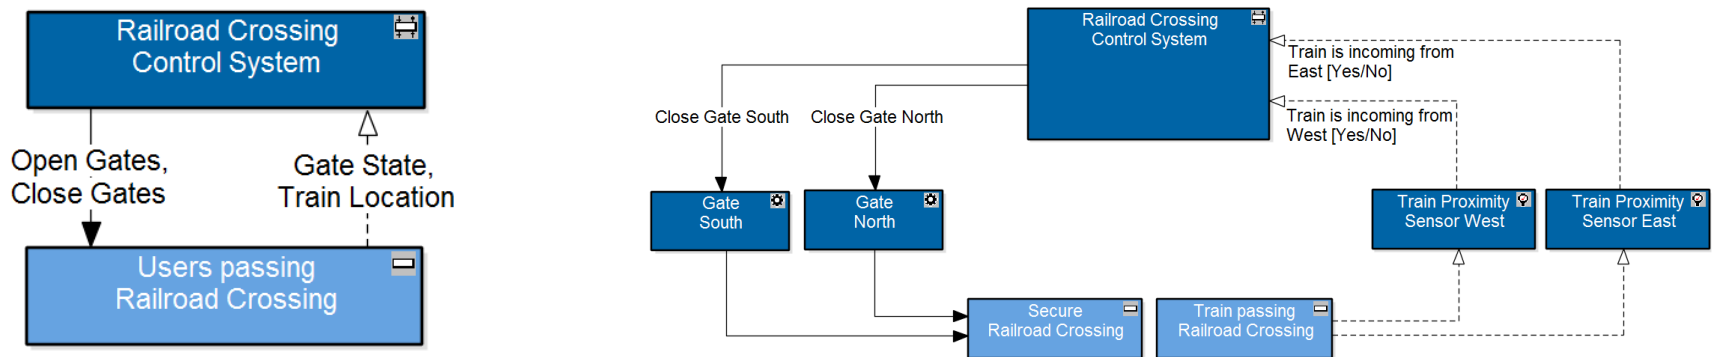 Railroad Crossing
Control System
Open Gates,
Close Gates
Gate State,
Train Location
Users passing
Railroad Crossing
Railroad Crossing
Control System
Train is incoming from
East [Yes/No]
Train is incoming from
West [Yes/No]
Close Gate South
Close Gate North
Gate
South
Gate
North
Train Proximity
Sensor West
Train Proximity
Sensor East
Secure
Railroad Crossing
Train passing
Railroad Crossing